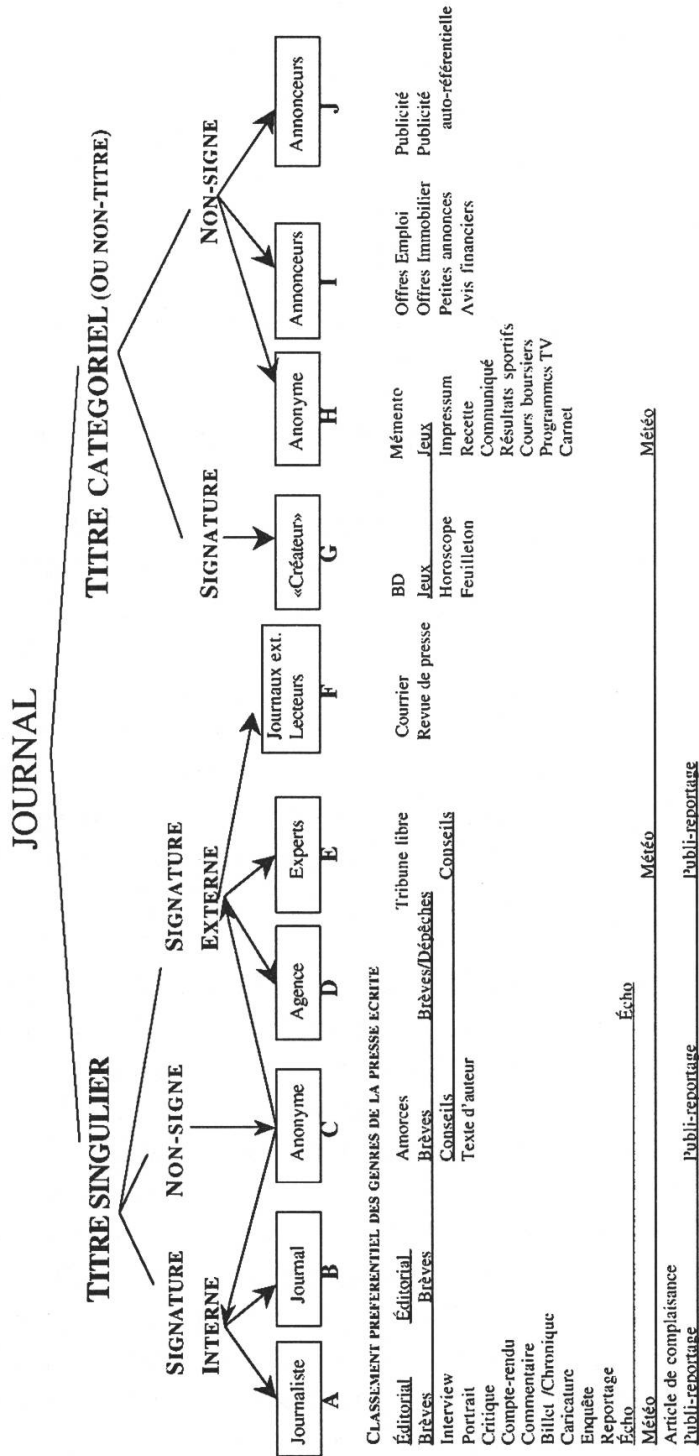 JOURNAL
TITRE SINGULIER
TITRE CATEGORIEL (OU NON-TITRE)
SIGNATURE INTERNE
NON-SIGNE
SIGNATURE EXTERNE
SIGNATURE
NON-SIGNE
Journaliste
Journal
Anonyme
Agence
Experts
Journaux ext. Lecteurs
«Créateur»
Anonyme
Annonceurs
Annonceurs
A B C D E F G H I J
CLASSEMENT PREFERENTIEL DES GENRES DE LA PRESSE ECRITE
Éditorial Éditorial Amorces Tribune libre Courrier BD Mémento Offres Emploi Publicité
Brèves Brèves Brèves Brèves/Dépêches Revue de presse Jeux Jeux Offres Immobilier Publicité
Interview Conseils Conseils Horoscope Impressum Petites annonces auto-référentielle
Portrait Texte d'auteur Feuilleton Recette Avis financiers
Critique Communiqué
Compte-rendu Résultats sportifs
Commentaire Cours boursiers
Billet /Chronique Programmes TV
Caricature Carnet
Enquête
Reportage
Écho Écho
Météo Météo Météo
Article de complaisance
Publi-reportage Publi-reportage Publi-reportage